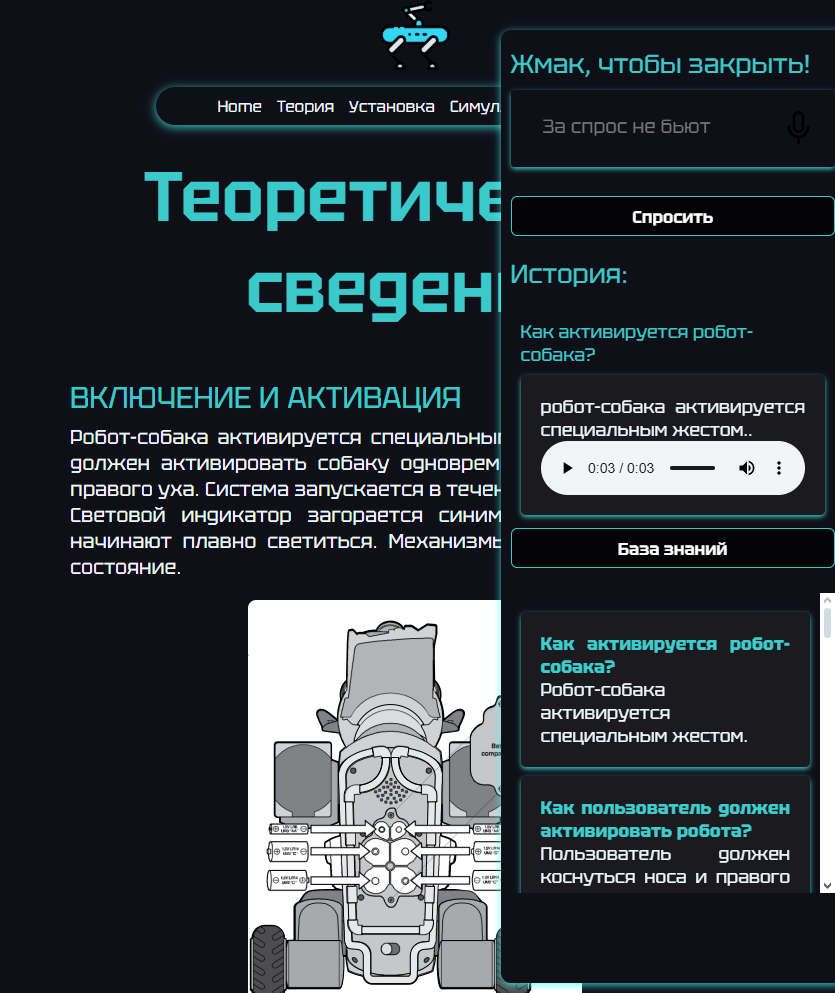 Home Теория Установка Симул
Теоретиче
сведен
ВКЛЮЧЕНИЕ И АКТИВАЦИЯ
Робот-собака активируется специальны
должен активировать собаку одноврем
правого уха. Система запускается в тече
Световой индикатор загорается синим
начинают плавно светиться. Механизмы
состояние.
Жмак, чтобы закрыть!
За спрос не бьют
Спросить
История:
Как активируется робот-
собака?
робот-собака активируется
специальным жестом..
0:03 / 0:03
База знаний
Как активируется робот-
собака?
Робот-собака
активируется
специальным жестом.
Как пользователь должен
активировать робота?
Пользователь должен
коснуться носа и правого